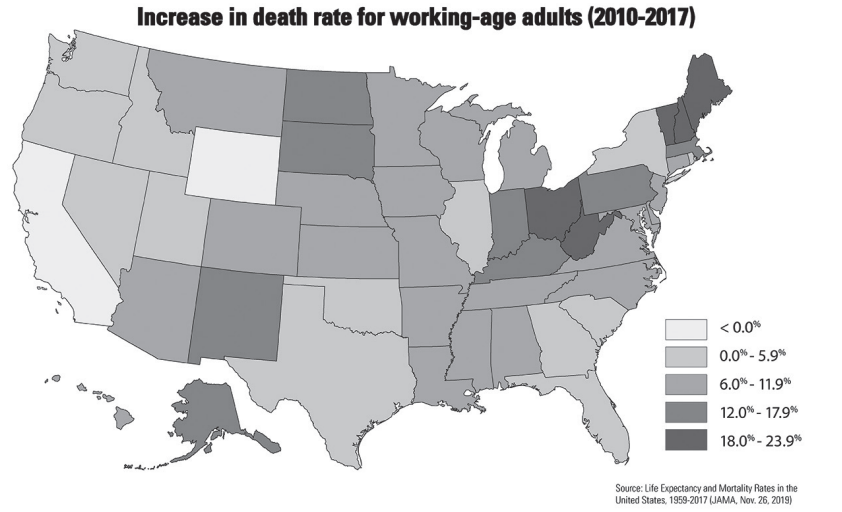 Increase in death rate for working-age adults (2010-2017)
< 0.0%
0.0% - 5.9%
6.0% - 11.9%
12.0% - 17.9%
18.0% - 23.9%
Source: Life Expectancy and Mortality Rates in the
United States, 1959-2017 (JAMA, Nov. 26, 2019)